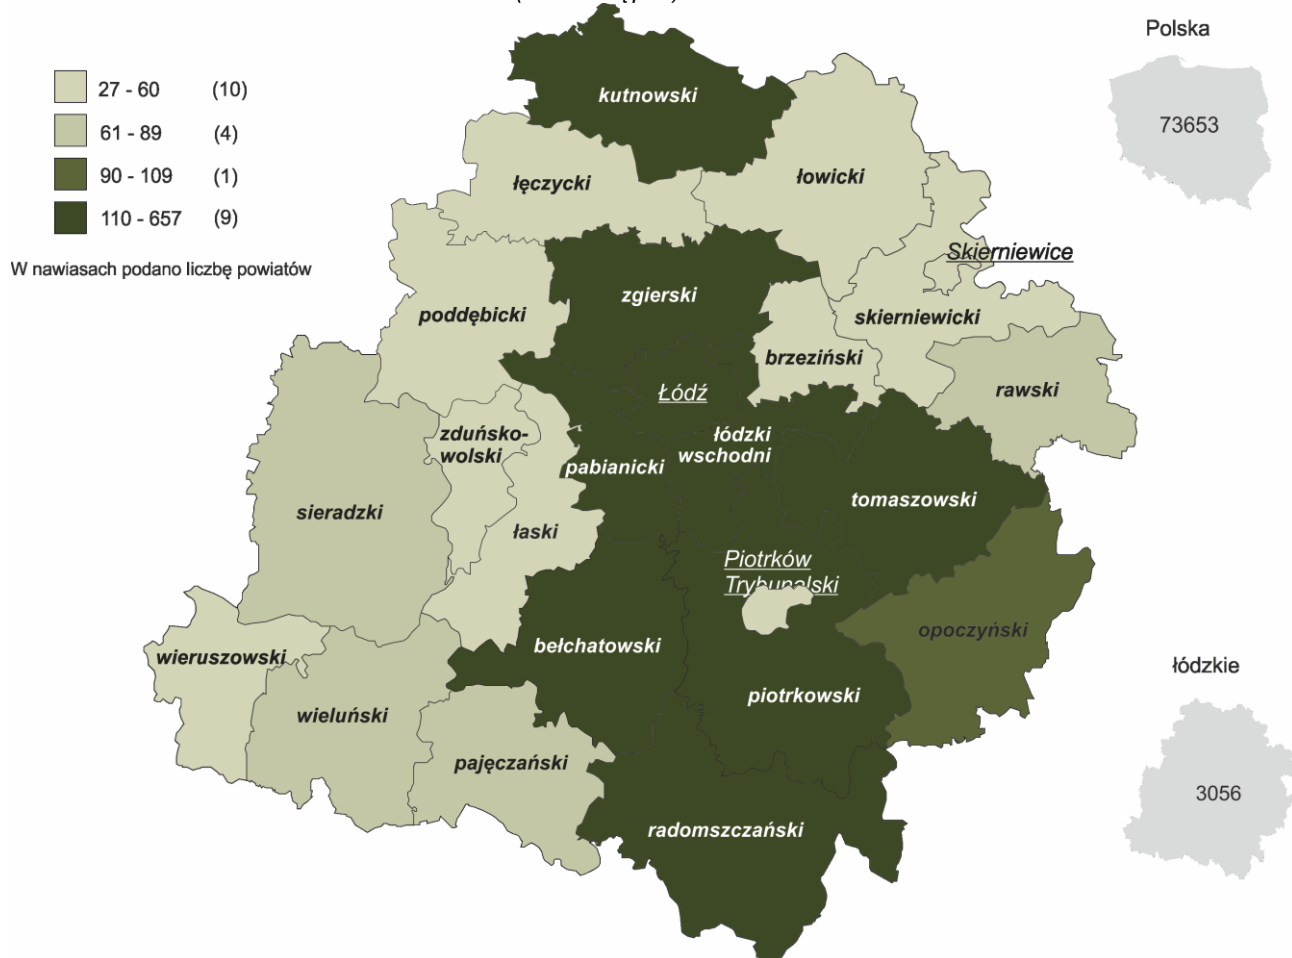 Polska
27 - 60 (10)
61 - 89 (4)
90 - 109 (1)
110 - 657 (9)
W nawiasach podano liczbę powiatów
73653
kutnowski
łęczycki
łowicki
Skierniewice
zgierski
poddębicki
skierniewicki
brzeziński
rawski
Łódź
zduńsko-
wolski
łódzki
wschodni
pabianicki
tomaszowski
sieradzki
łaski
Piotrków
Trybunalski
opoczyński
bełchatowski
wieruszowski
łódzkie
piotrkowski
wieluński
pajęczański
3056
radomszczański